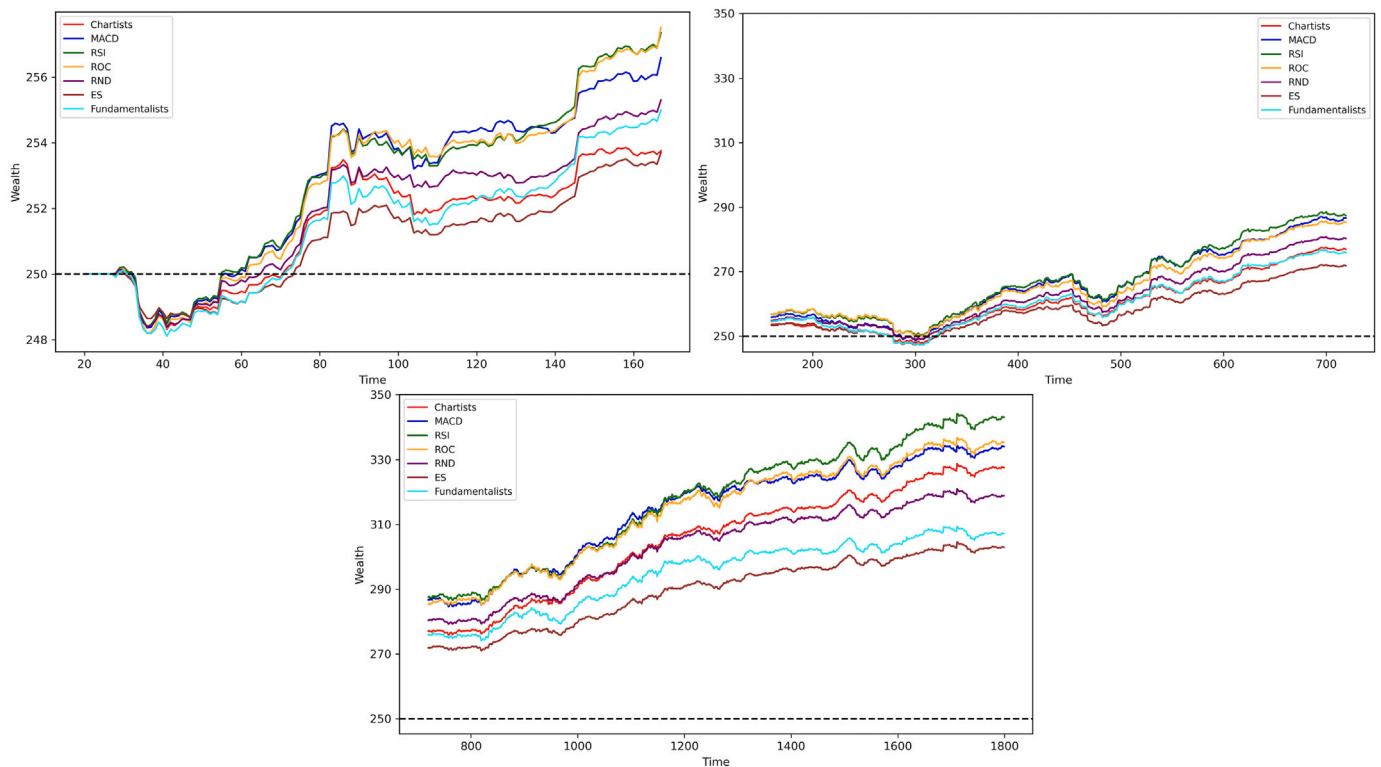 Chartists
MACD
RSI
ROC
RND
ES
Fundamentalists
256
254
252
250
248
Wealth
20 40 60 80 100 120 140 160
Time
Chartists
MACD
RSI
ROC
RND
ES
Fundamentalists
350
330
310
290
270
250
Wealth
200 300 400 500 600 700
Time
Chartists
MACD
RSI
ROC
RND
ES
Fundamentalists
350
330
310
290
270
250
Wealth
800 1000 1200 1400 1600 1800
Time